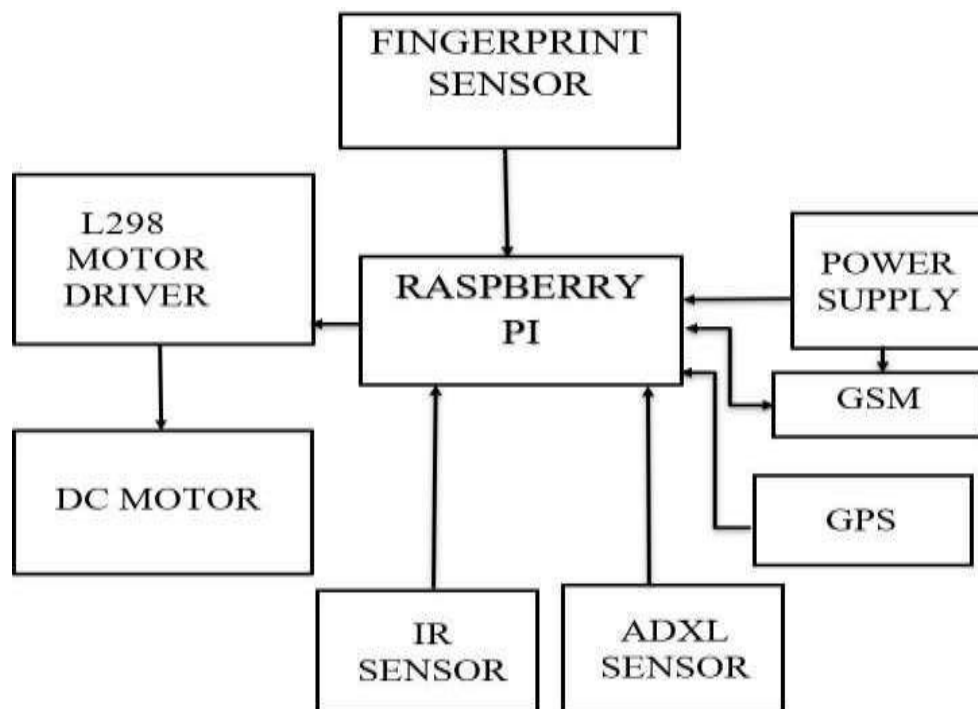 FINGERPRINT
SENSOR
L298
MOTOR
DRIVER
RASPBERRY
PI
POWER
SUPPLY
GSM
DC MOTOR
GPS
IR
SENSOR
ADXL
SENSOR